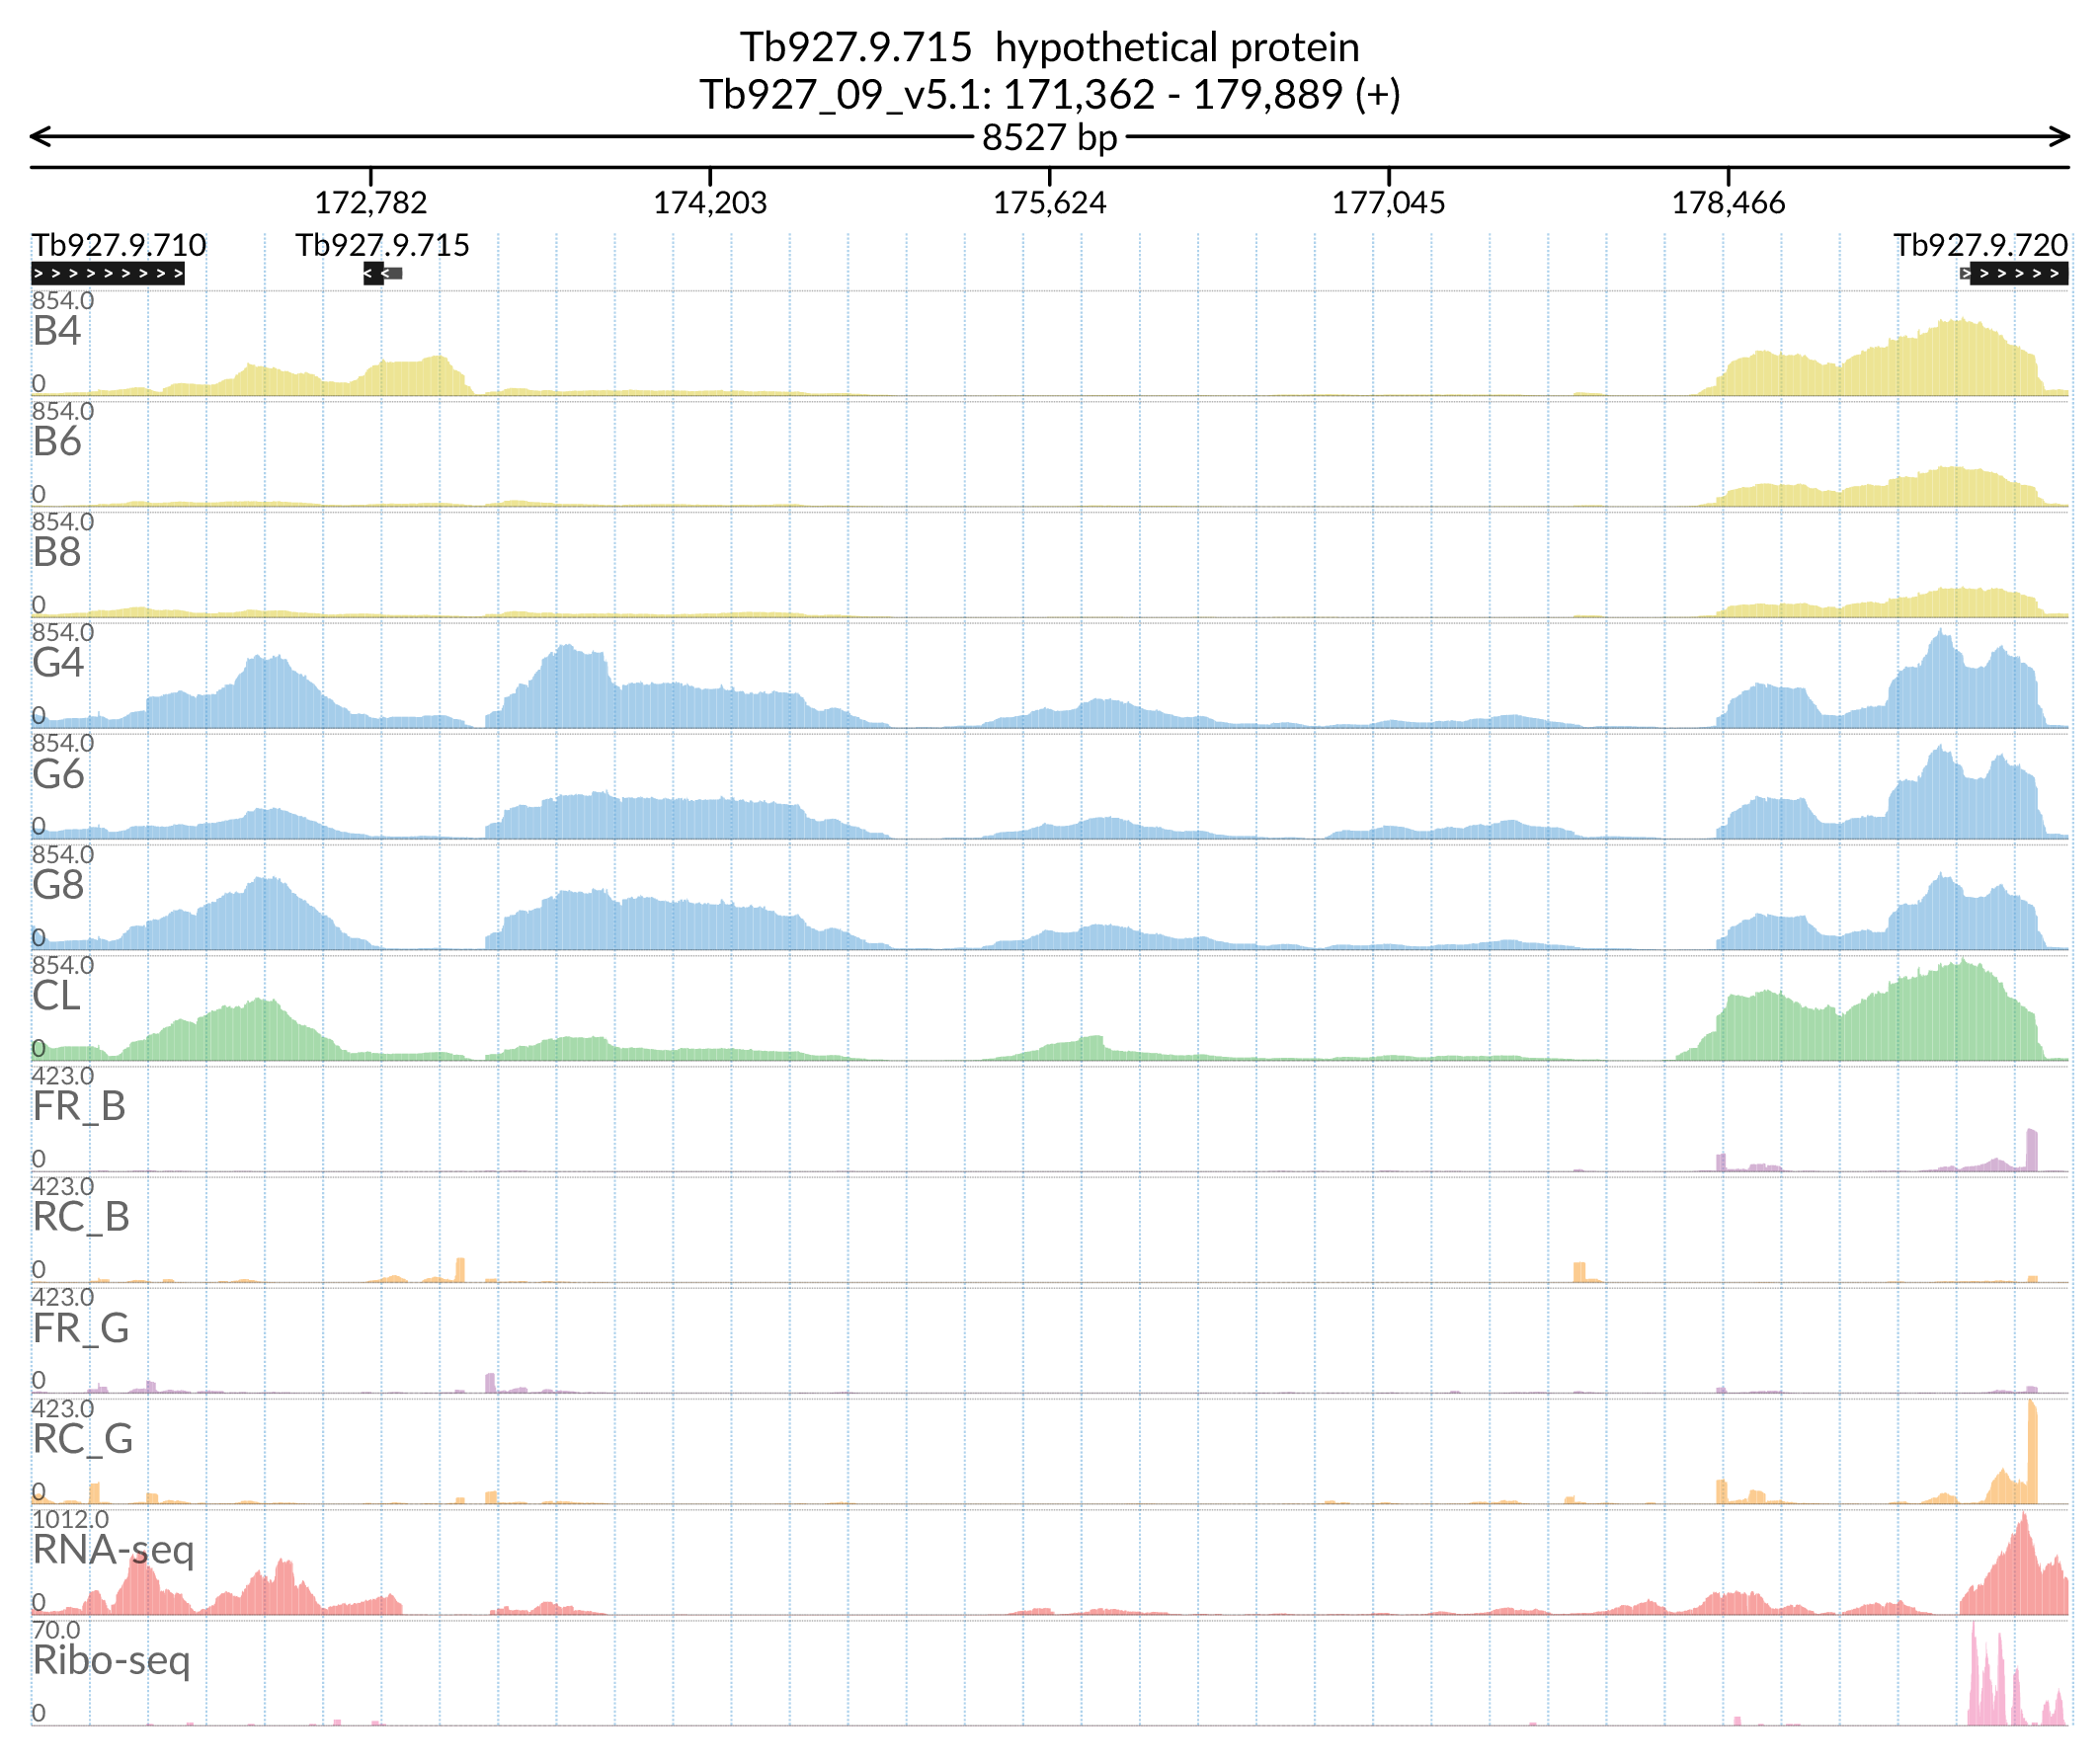 Tb927.9.715 hypothetical protein
Tb927_09_v5.1: 171,362 - 179,889 (+)
8527 bp
172,782 174,203 175,624 177,045 178,466
Tb927.9.710 Tb927.9.715 Tb927.9.720
854.0
B4
0
854.0
B6
0
854.0
B8
0
854.0
G4
0
854.0
G6
0
854.0
G8
0
854.0
CL
0
423.0
FR_B
0
423.0
RC_B
0
423.0
FR_G
0
423.0
RC_G
0
1012.0
RNA-seq
0
70.0
Ribo-seq
0